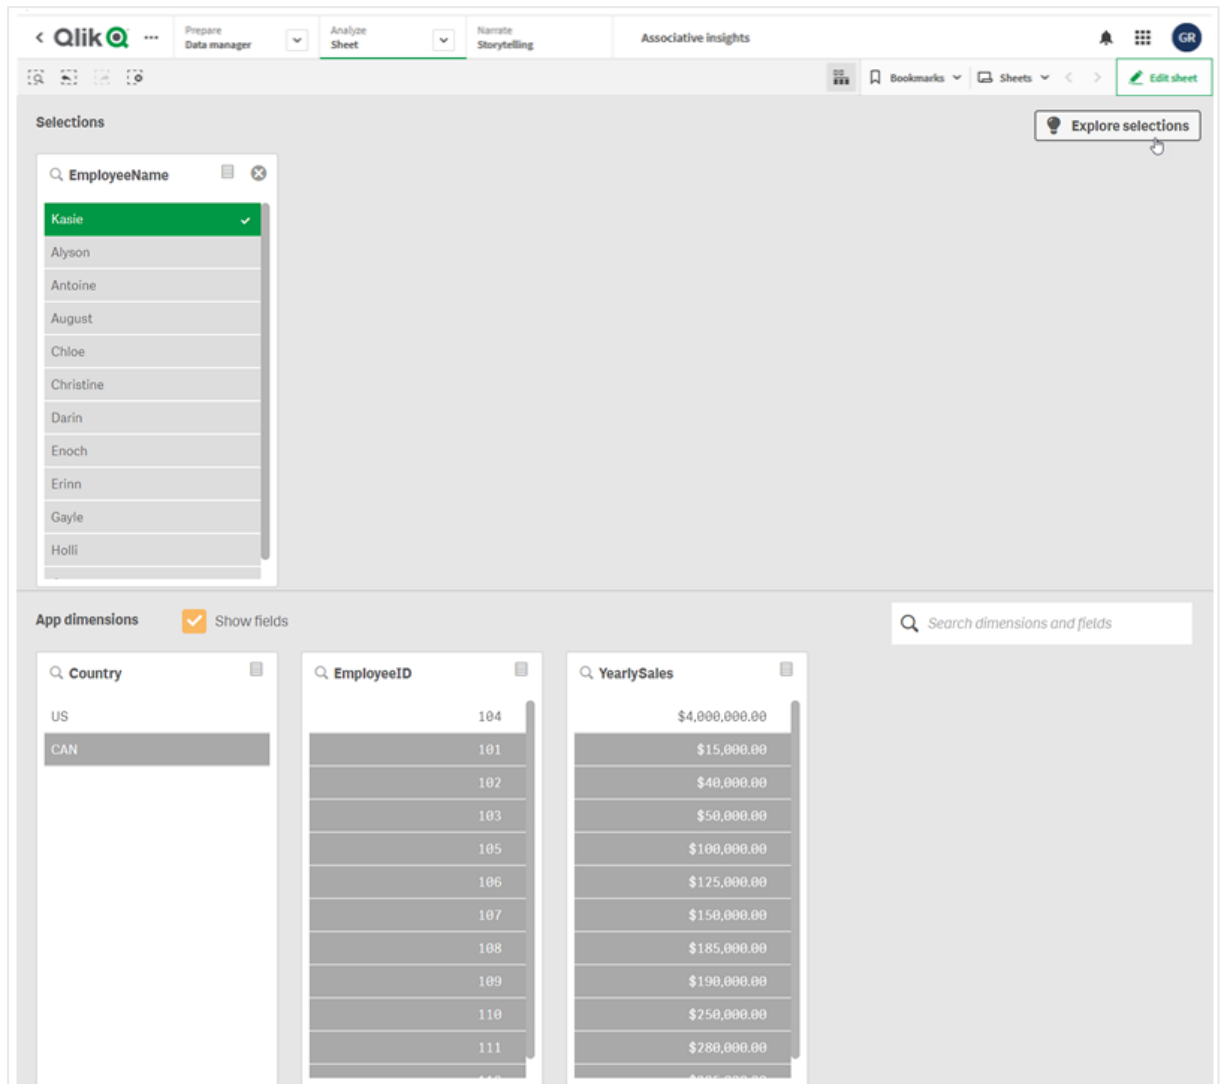 Qlik
Prepare
Data manager
Analyze
Sheet
Narrate
Storytelling
Associative insights
GR
Bookmarks
Sheets
Edit sheet
Selections
Explore selections
EmployeeName
Kasie
Alyson
Antoine
August
Chloe
Christine
Darin
Enoch
Erinn
Gayle
Holli
App dimensions
Show fields
Search dimensions and fields
Country
US
CAN
EmployeeID
104
101
102
103
105
106
107
108
109
110
111
YearlySales
$4,000,000.00
$15,000.00
$40,000.00
$50,000.00
$100,000.00
$125,000.00
$150,000.00
$185,000.00
$190,000.00
$250,000.00
$280,000.00